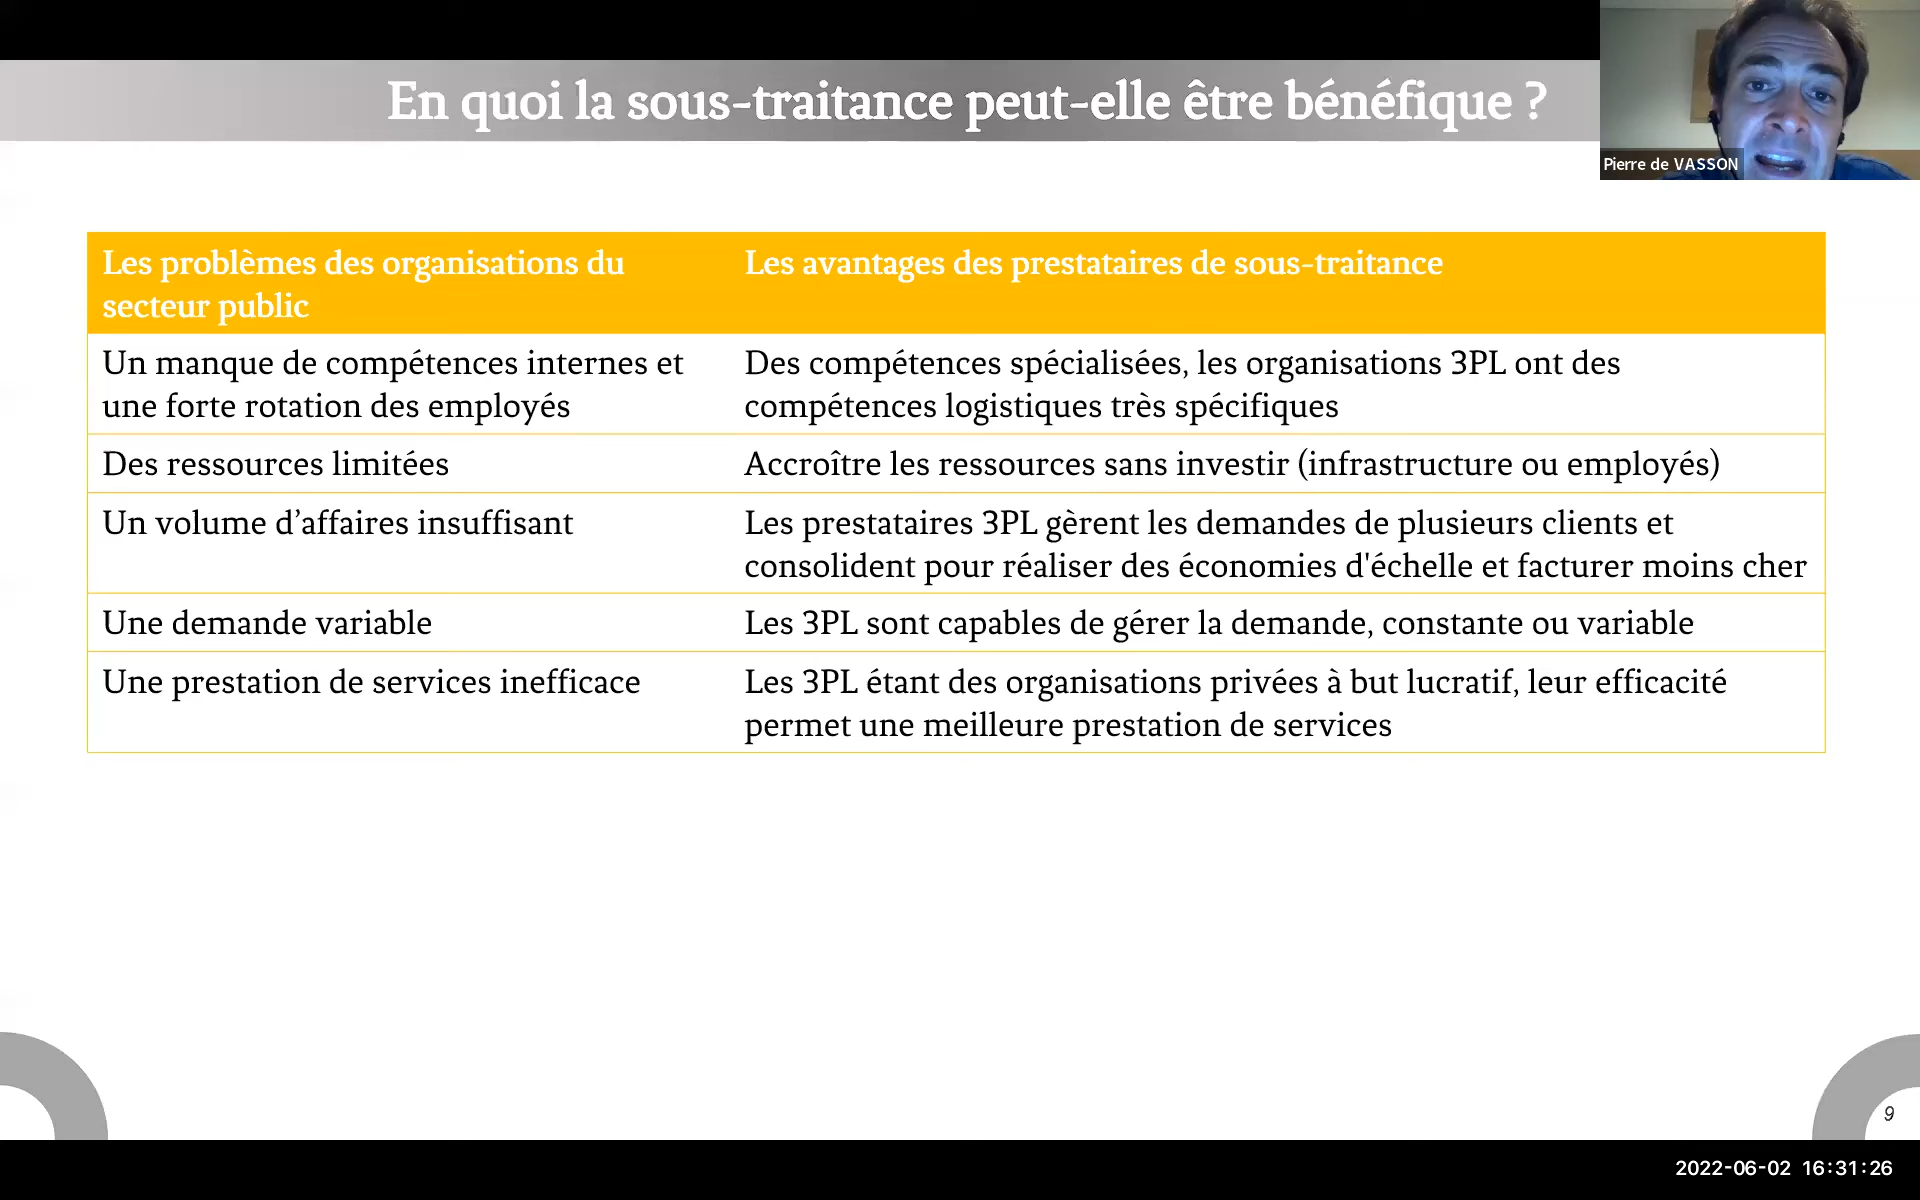 En quoi la sous-traitance peut-elle être bénéfique ?
Pierre de VASSON
Les problèmes des organisations du
secteur public
Les avantages des prestataires de sous-traitance
Un manque de compétences internes et
une forte rotation des employés
Des compétences spécialisées, les organisations 3PL ont des
compétences logistiques très spécifiques
Des ressources limitées
Accroître les ressources sans investir (infrastructure ou employés)
Un volume d’affaires insuffisant
Les prestataires 3PL gèrent les demandes de plusieurs clients et
consolident pour réaliser des économies d'échelle et facturer moins cher
Une demande variable
Les 3PL sont capables de gérer la demande, constante ou variable
Une prestation de services inefficace
Les 3PL étant des organisations privées à but lucratif, leur efficacité
permet une meilleure prestation de services
9
2022-06-02 16:31:26